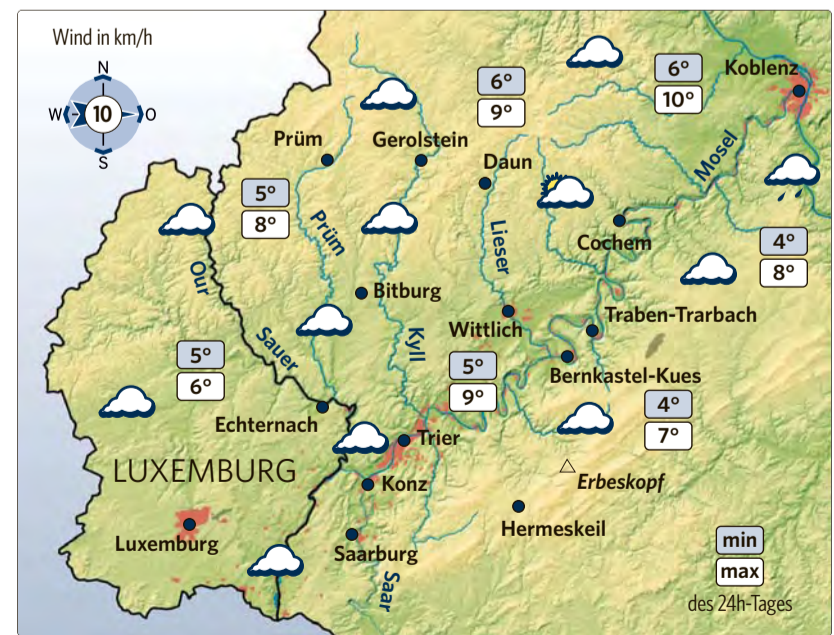 Wind in km/h
N
W 10 O
S
6°
9°
6°
10°
Koblenz
Prüm
Gerolstein
Daun
Mosel
5°
8°
Prüm
Lieser
Cochem
4°
8°
Our
Bitburg
Wittlich
Traben-Trarbach
Sauer
Kyll
5°
6°
5°
9°
Bernkastel-Kues
4°
7°
Echternach
Trier
LUXEMBURG
Konz
Erbeskopf
Hermeskeil
Luxemburg
Saarburg
Saar
min
max
des 24h-Tages